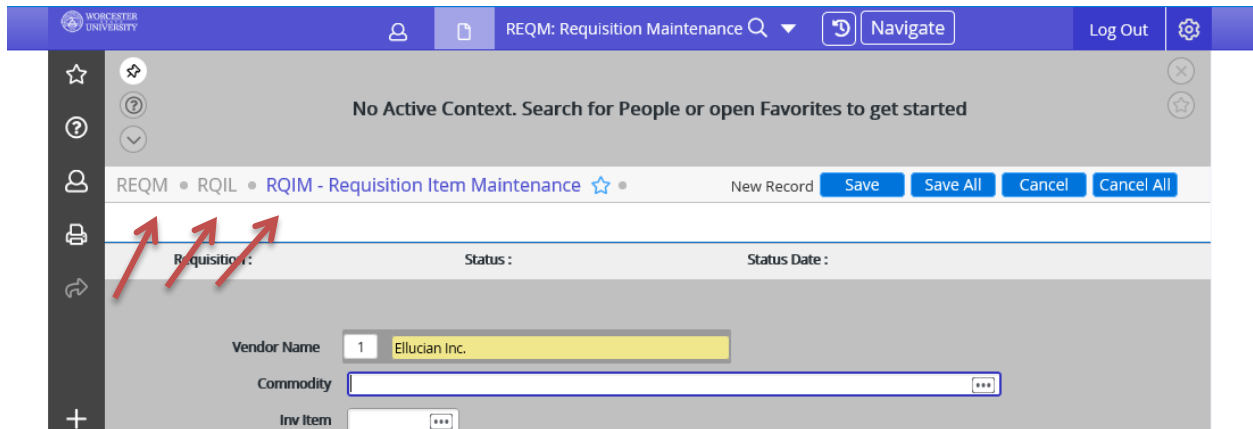 WORCESTER
UNIVERSITY
REQM: Requisition Maintenance
Navigate
Log Out
No Active Context. Search for People or open Favorites to get started
REQM • RQIL • RQIM - Requisition Item Maintenance
New Record Save Save All Cancel Cancel All
Requisition : Status : Status Date :
Vendor Name 1 Ellucian Inc.
Commodity
Inv Item